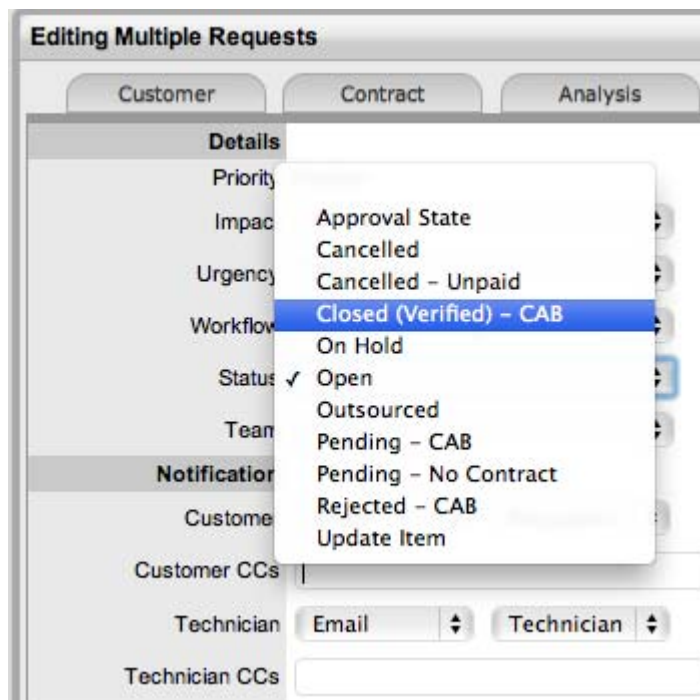 Editing Multiple Requests
Customer Contract Analysis
Details
Priority
Impac
Approval State
Cancelled
Urgency
Cancelled – Unpaid
Closed (Verified) – CAB
Workflow
On Hold
Status ✓ Open
Outsourced
Team
Pending – CAB
Notification
Pending – No Contract
Rejected – CAB
Custome
Update Item
Customer CCs
Technician Email Technician
Technician CCs